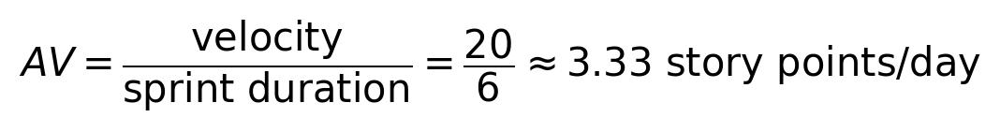 AV = velocity / sprint duration = 20 / 6 ≈ 3.33 story points/day